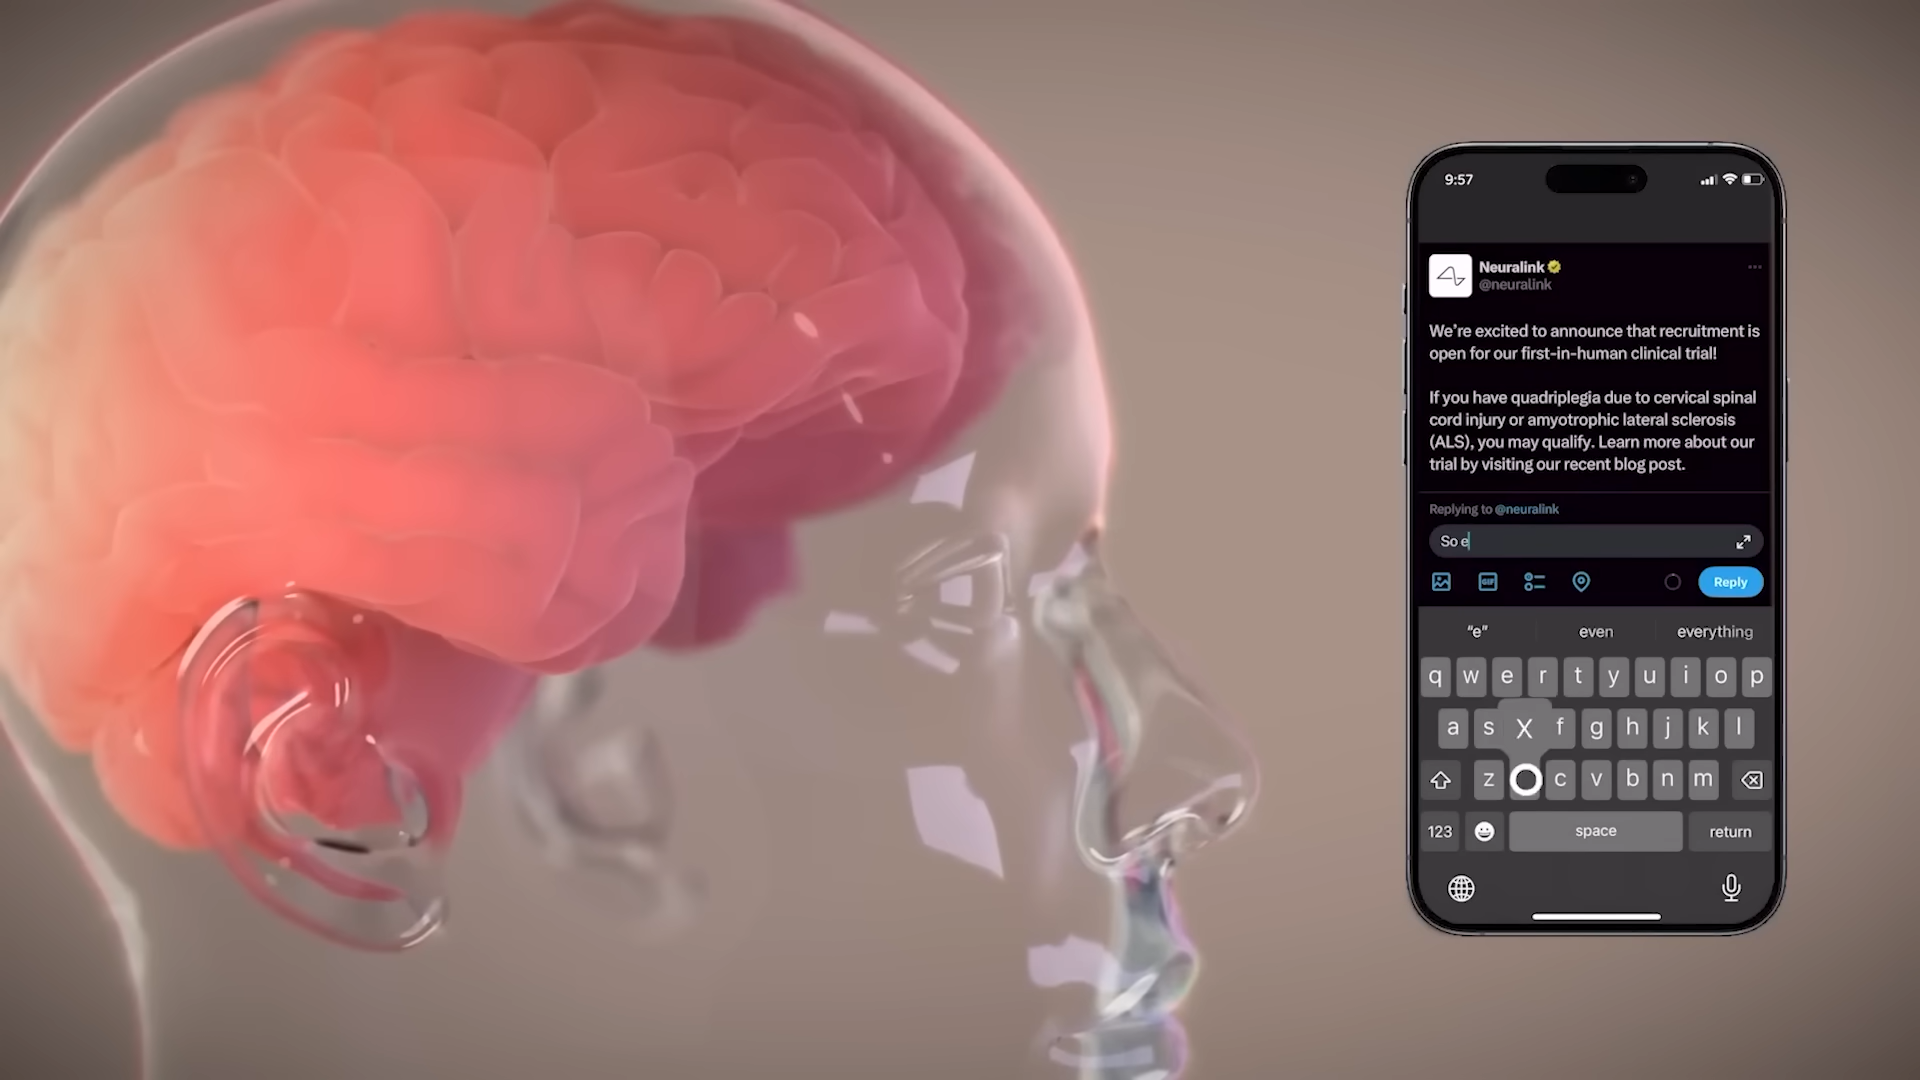 9:57
Neuralink
@neuralink
We're excited to announce that recruitment is
open for our first-in-human clinical trial!
If you have quadriplegia due to cervical spinal
cord injury or amyotrophic lateral sclerosis
(ALS), you may qualify. Learn more about our
trial by visiting our recent blog post.
Replying to @neuralink
So e
GIF
Reply
“e” even everything
q w e r t y u i o p
a s X f g h j k l
z c v b n m
123 space return